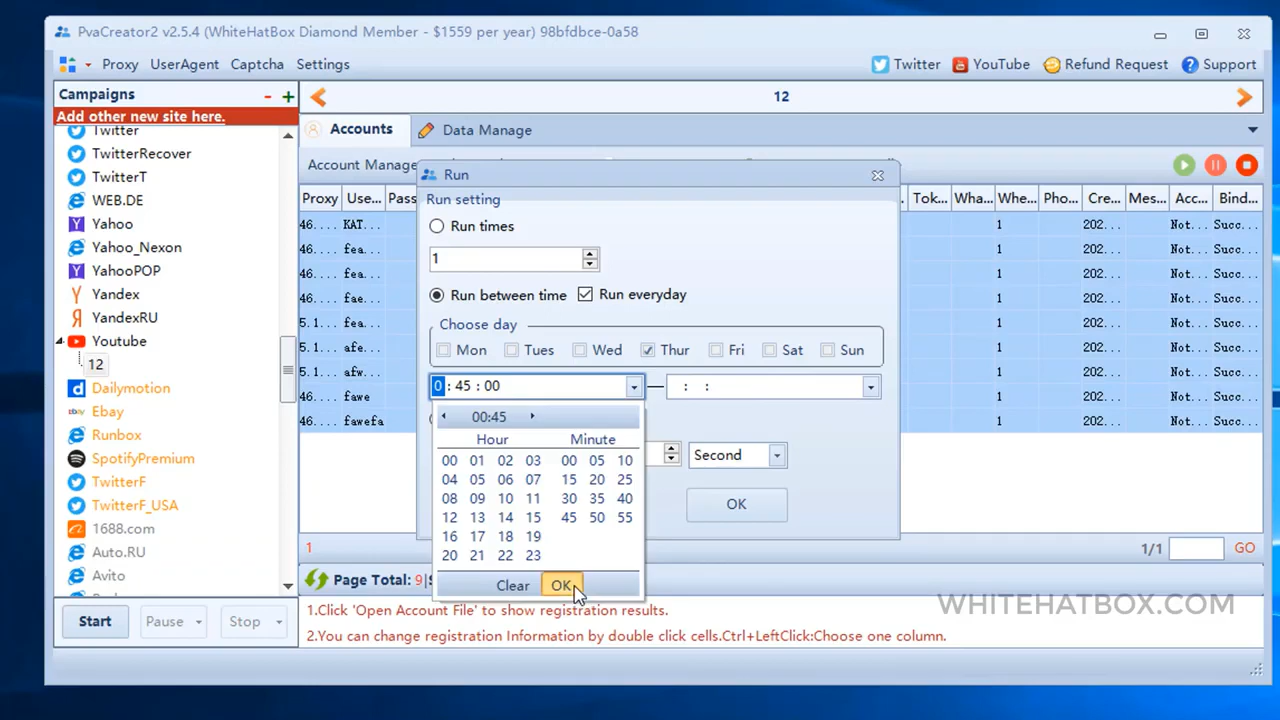 PvaCreator2 v2.5.4 (WhiteHatBox Diamond Member - $1559 per year) 98bfdbce-0a58
Proxy UserAgent Captcha Settings Twitter YouTube Refund Request Support
Campaigns - +
Add other new site here.
Twitter
TwitterRecover
TwitterT
WEB.DE
Yahoo
Yahoo_Nexon
YahooPOP
Yandex
YandexRU
Youtube
12
Dailymotion
Ebay
Runbox
SpotifyPremium
TwitterF
TwitterF_USA
1688.com
Auto.RU
Avito
Start Pause Stop
12
Accounts Data Manage
Account Manage
Proxy Use... Pass Tok... Wha... Whe... Pho... Cre... Mes... Acc... Bind...
46.... KAT... 1 202... Not... Succ...
46.... fea... 1 202... Not... Succ...
46.... fea... 1 202... Not... Succ...
46.... fae... 1 202... Not... Succ...
5.1... fea... 1 202... Not... Succ...
5.1... afe... 1 202... Not... Succ...
5.1... afw... 1 202... Not... Succ...
46.... fawe 1 202... Not... Succ...
46.... fawefa 1 202... Not... Succ...
Run
Run setting
Run times
1
Run between time Run everyday
Choose day
Mon Tues Wed Thur Fri Sat Sun
0 : 45 : 00 — : :
00:45
Hour Minute
00 01 02 03 00 05 10
04 05 06 07 15 20 25
08 09 10 11 30 35 40
12 13 14 15 45 50 55
16 17 18 19
20 21 22 23
Clear OK
Second
OK
1 1/1 GO
Page Total: 9|
1.Click 'Open Account File' to show registration results.
2.You can change registration Information by double click cells.Ctrl+LeftClick:Choose one column.
WHITEHATBOX.COM